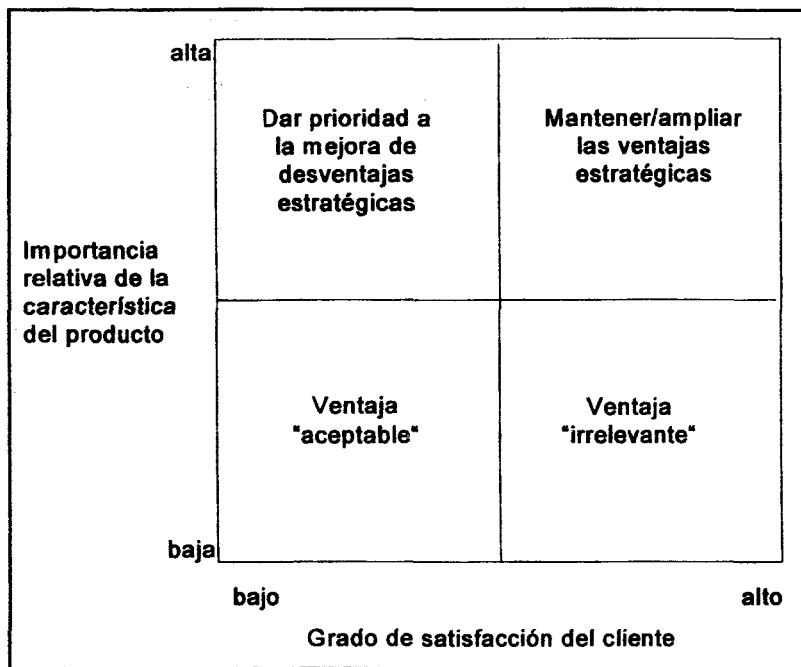 alta
Dar prioridad a
la mejora de
desventajas
estratégicas
Mantener/ampliar
las ventajas
estratégicas
Importancia
relativa de la
característica
del producto
Ventaja
"aceptable"
Ventaja
"irrelevante"
baja
bajo
alto
Grado de satisfacción del cliente